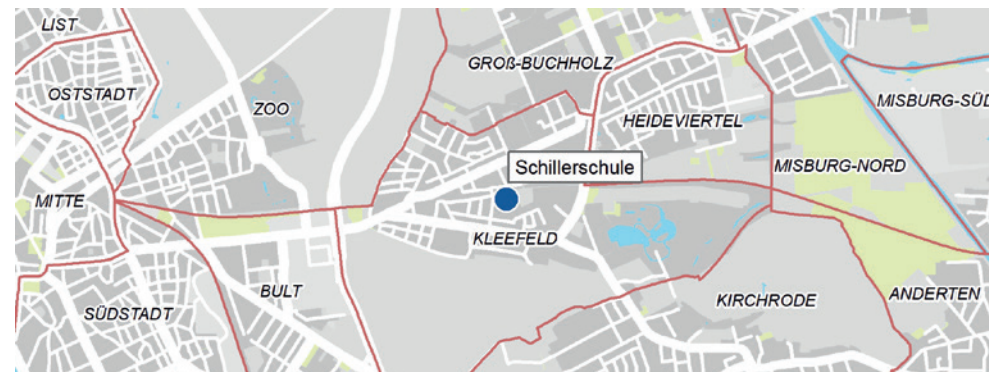 LIST
GROß-BUCHHOLZ
OSTSTADT
ZOO
MISBURG-SÜD
HEIDEVIERTEL
Schillerschule
MISBURG-NORD
MITTE
KLEEFELD
BULT
KIRCHRODE
ANDERTEN
SÜDSTADT